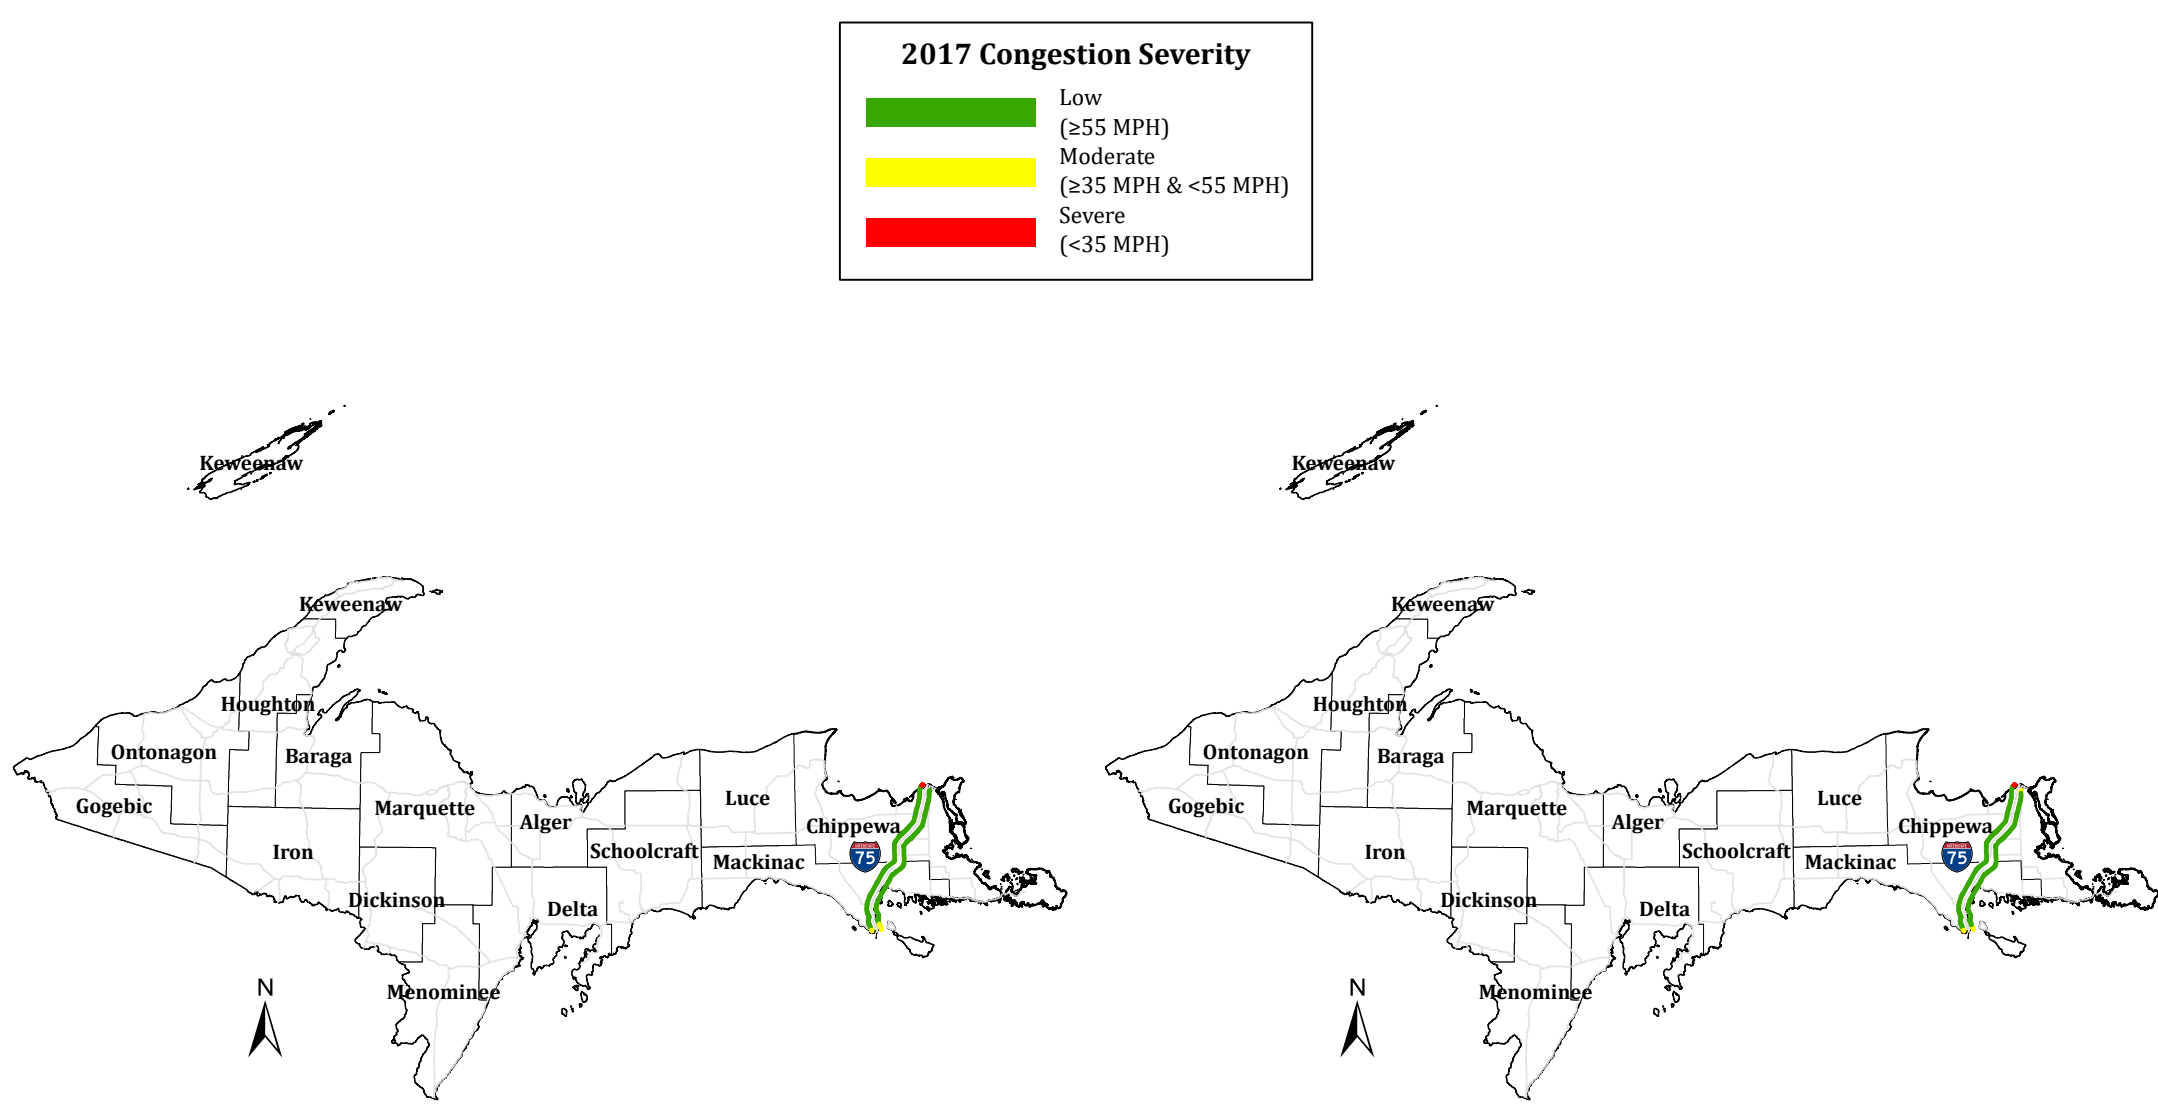 2017 Congestion Severity
Low
(≥55 MPH)
Moderate
(≥35 MPH & <55 MPH)
Severe
(<35 MPH)
Keweenaw
Keweenaw
Houghton
Ontonagon
Baraga
Gogebic
Marquette
Luce
Alger
Chippewa
Iron
Schoolcraft
75
Mackinac
Dickinson
Delta
Menominee
N
Keweenaw
Keweenaw
Houghton
Ontonagon
Baraga
Gogebic
Marquette
Luce
Alger
Chippewa
Iron
Schoolcraft
75
Mackinac
Dickinson
Delta
Menominee
N